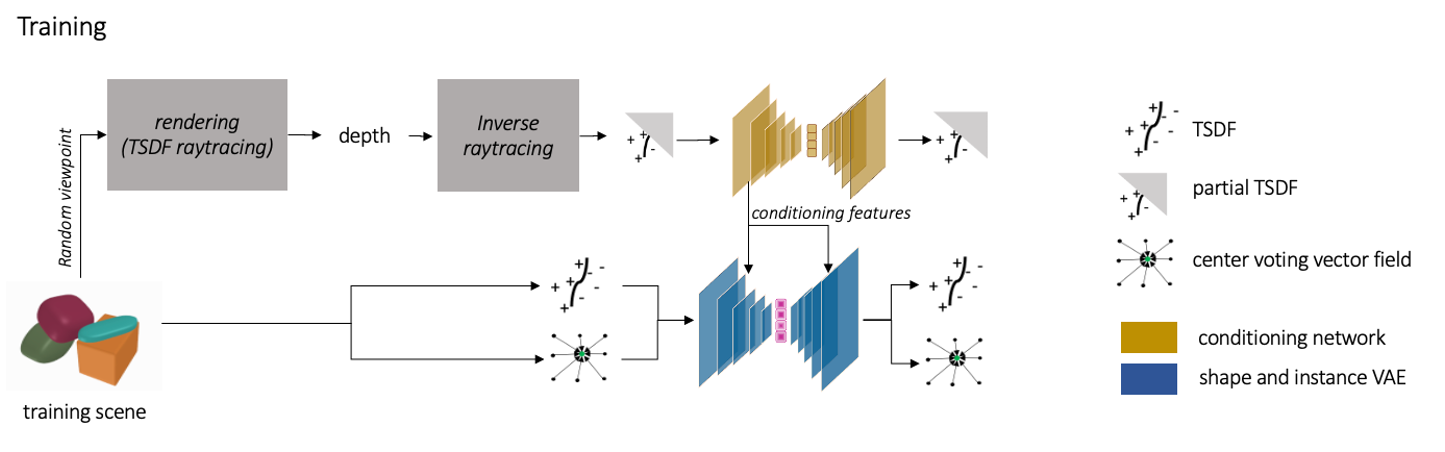 Training
Random viewpoint
rendering
(TSDF raytracing)
depth
Inverse
raytracing
conditioning features
training scene
TSDF
partial TSDF
center voting vector field
conditioning network
shape and instance VAE